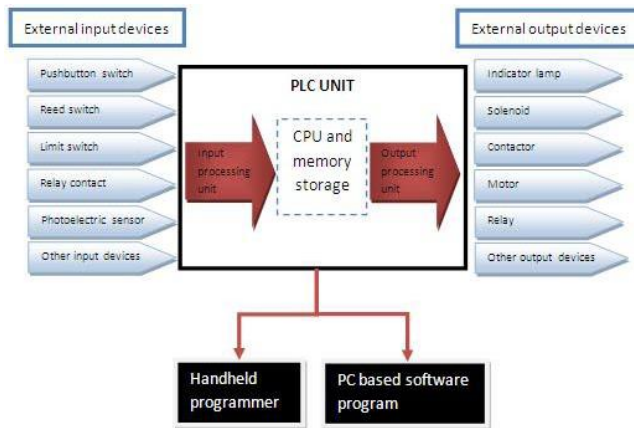 External input devices
External output devices
Pushbutton switch
Reed switch
Limit switch
Relay contact
Photoelectric sensor
Other input devices
PLC UNIT
Input
processing
unit
CPU and
memory
storage
Output
processing
unit
Indicator lamp
Solenoid
Contactor
Motor
Relay
Other output devices
Handheld
programmer
PC based software
program